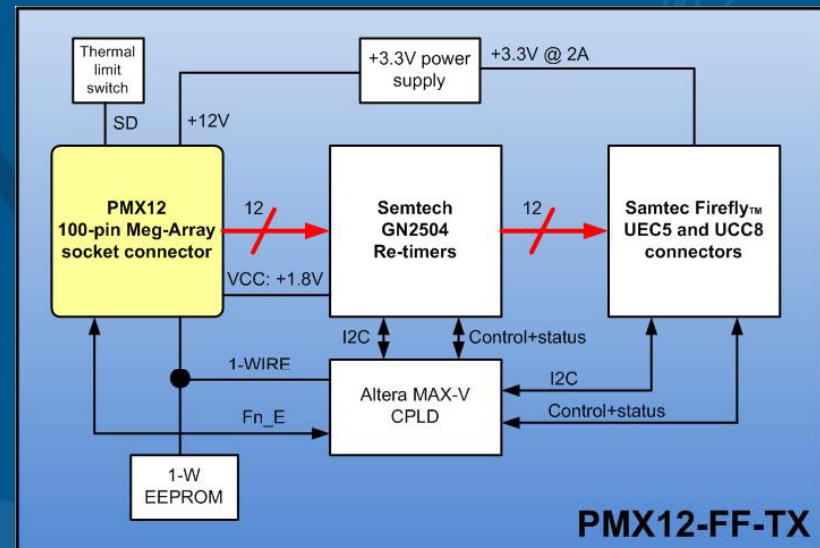 Thermal
limit
switch
+3.3V power
supply
+3.3V @ 2A
SD
+12V
PMX12
100-pin Meg-Array
socket connector
12
Semtech
GN2504
Re-timers
12
Samtec Firefly™
UEC5 and UCC8
connectors
VCC: +1.8V
I2C
Control+status
1-WIRE
Altera MAX-V
CPLD
I2C
Fn_E
Control+status
1-W
EEPROM
PMX12-FF-TX